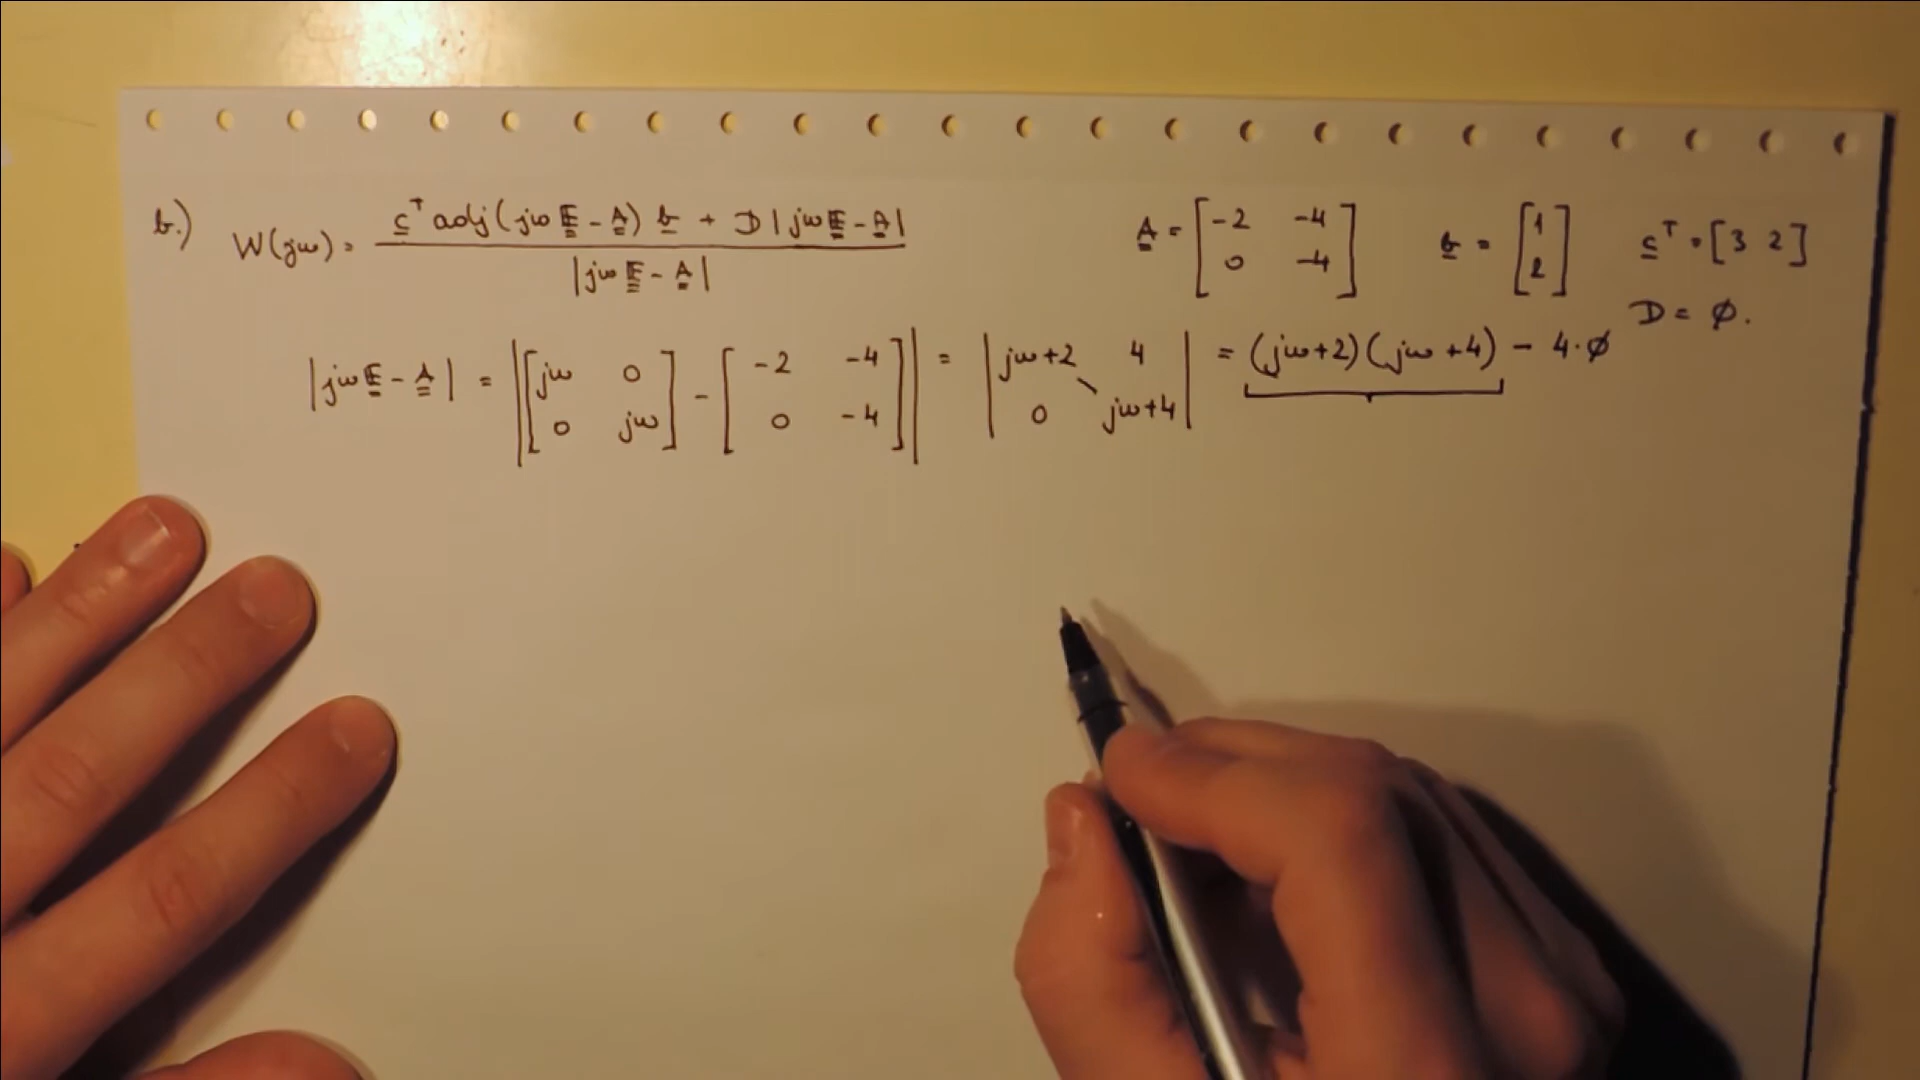 b.) W(jω) = (c^T adj(jωE - A) b + D|jωE - A|) / |jωE - A|
A = [-2 -4; 0 -4] b = [1; 2] c^T = [3 2]
D = ø.
|jωE - A| = |[jω 0; 0 jω] - [-2 -4; 0 -4]| = |jω+2 4; 0 jω+4| = (jω+2)(jω+4) - 4·ø